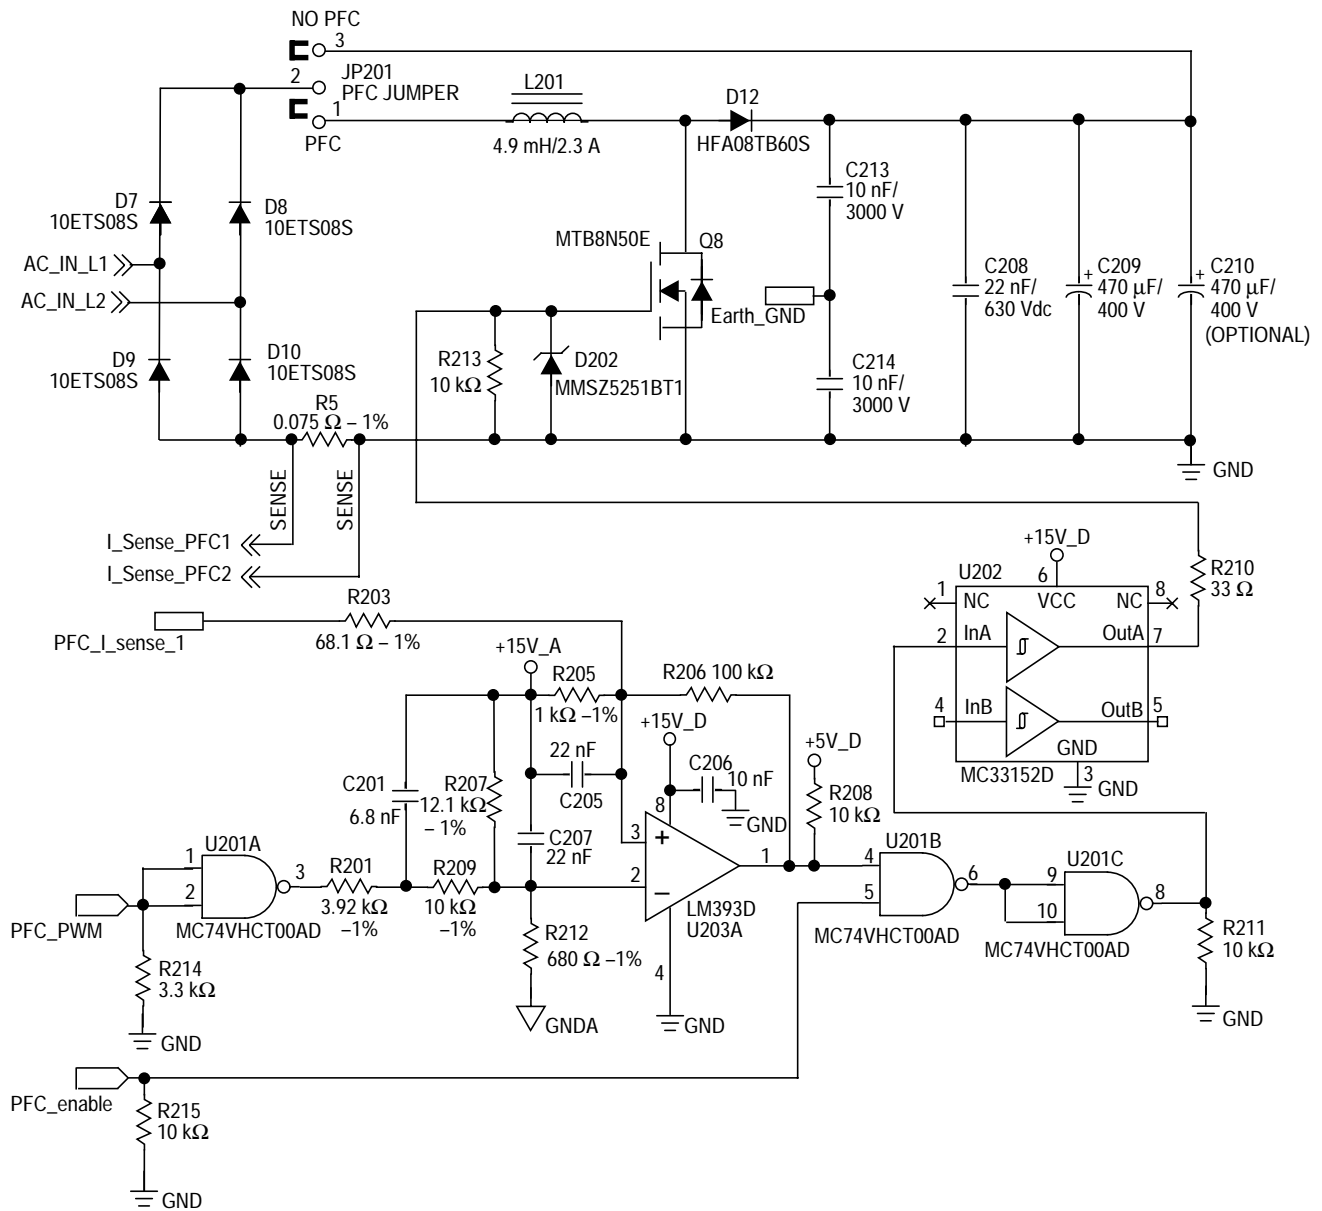 NO PFC
3
2
JP201
PFC JUMPER
1
PFC
L201
4.9 mH/2.3 A
D12
HFA08TB60S
D7
10ETS08S
D8
10ETS08S
AC_IN_L1
AC_IN_L2
D9
10ETS08S
D10
10ETS08S
R5
0.075 Ω – 1%
SENSE
SENSE
I_Sense_PFC1
I_Sense_PFC2
MTB8N50E
Q8
R213
10 kΩ
D202
MMSZ5251BT1
C213
10 nF/
3000 V
Earth_GND
C214
10 nF/
3000 V
C208
22 nF/
630 Vdc
+
C209
470 µF/
400 V
+
C210
470 µF/
400 V
(OPTIONAL)
GND
R210
33 Ω
+15V_D
U202
6
1
NC
VCC
NC
8
2
InA
OutA
7
4
InB
OutB
5
GND
MC33152D
3
GND
PFC_I_sense_1
R203
68.1 Ω – 1%
+15V_A
R205
1 kΩ –1%
R206 100 kΩ
+15V_D
22 nF
C205
C206
10 nF
GND
8
C201
6.8 nF
R207
12.1 kΩ
– 1%
C207
22 nF
+5V_D
R208
10 kΩ
3
+
2
–
1
LM393D
U203A
4
GND
PFC_PWM
1
2
U201A
3
MC74VHCT00AD
R201
3.92 kΩ
–1%
R209
10 kΩ
–1%
R212
680 Ω –1%
GNDA
R214
3.3 kΩ
GND
4
5
U201B
6
MC74VHCT00AD
9
10
U201C
8
MC74VHCT00AD
R211
10 kΩ
GND
PFC_enable
R215
10 kΩ
GND